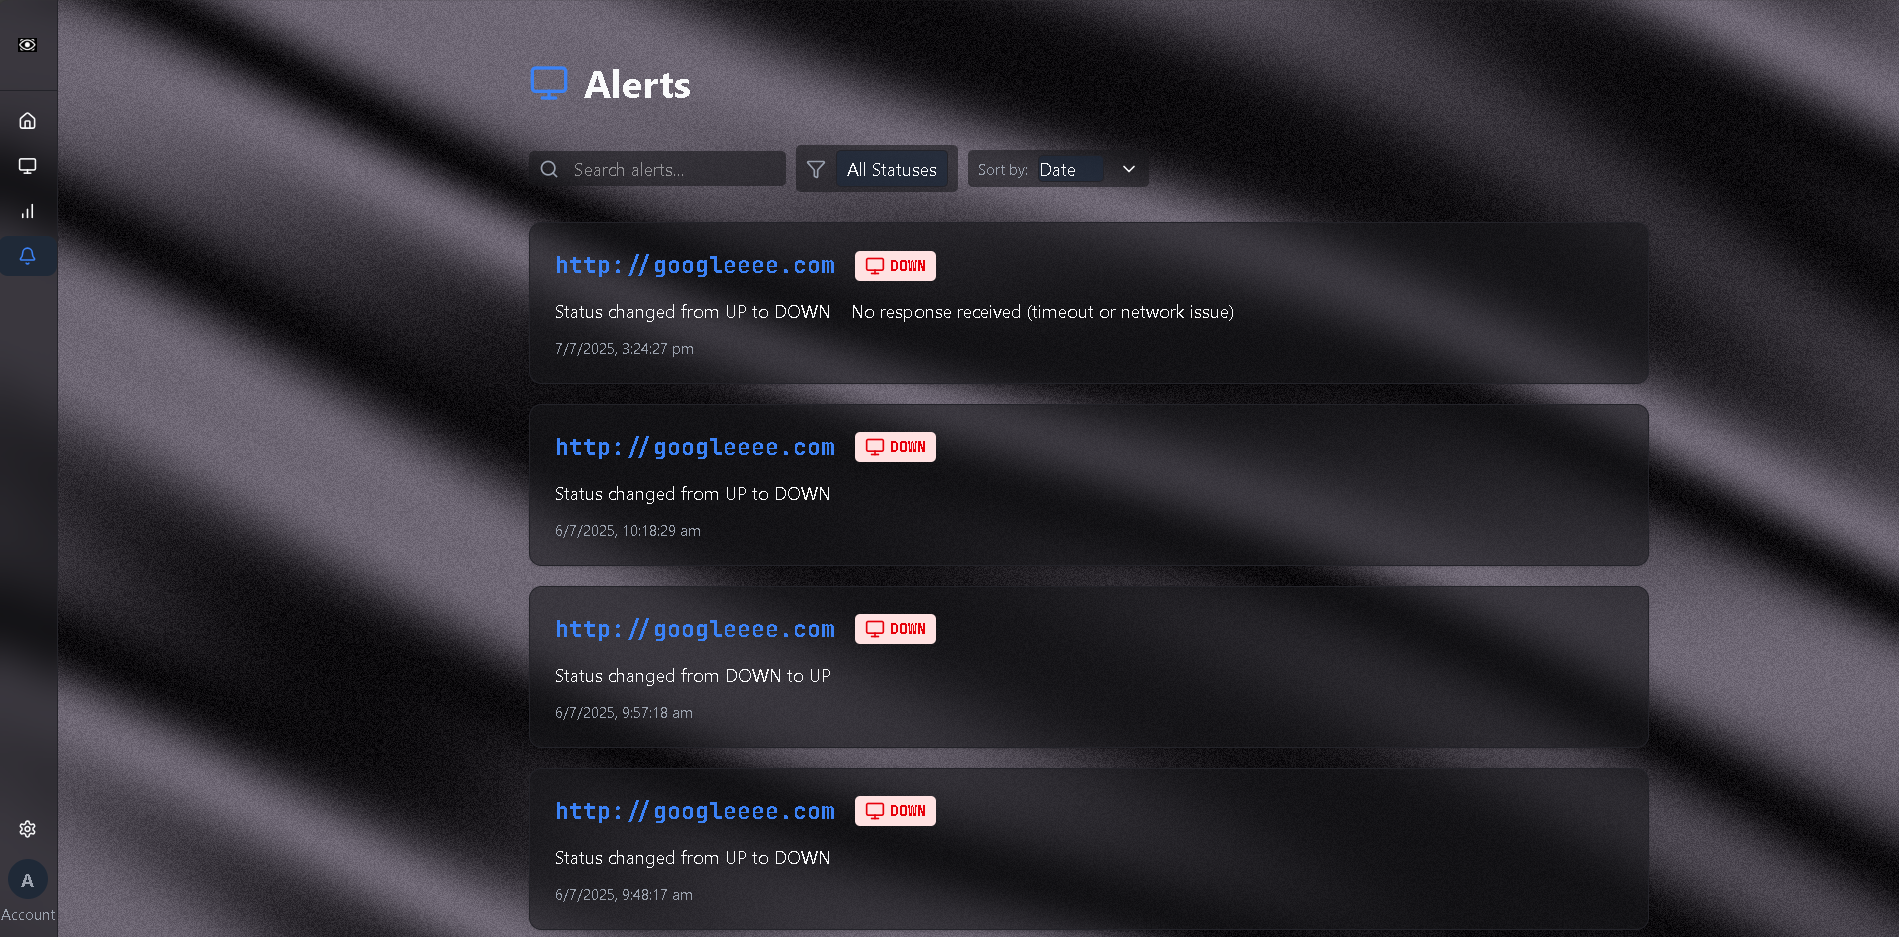 Alerts
Search alerts...
All Statuses
Sort by: Date
http://googleeee.com DOWN
Status changed from UP to DOWN No response received (timeout or network issue)
7/7/2025, 3:24:27 pm
http://googleeee.com DOWN
Status changed from UP to DOWN
6/7/2025, 10:18:29 am
http://googleeee.com DOWN
Status changed from DOWN to UP
6/7/2025, 9:57:18 am
http://googleeee.com DOWN
Status changed from UP to DOWN
6/7/2025, 9:48:17 am
A
Account